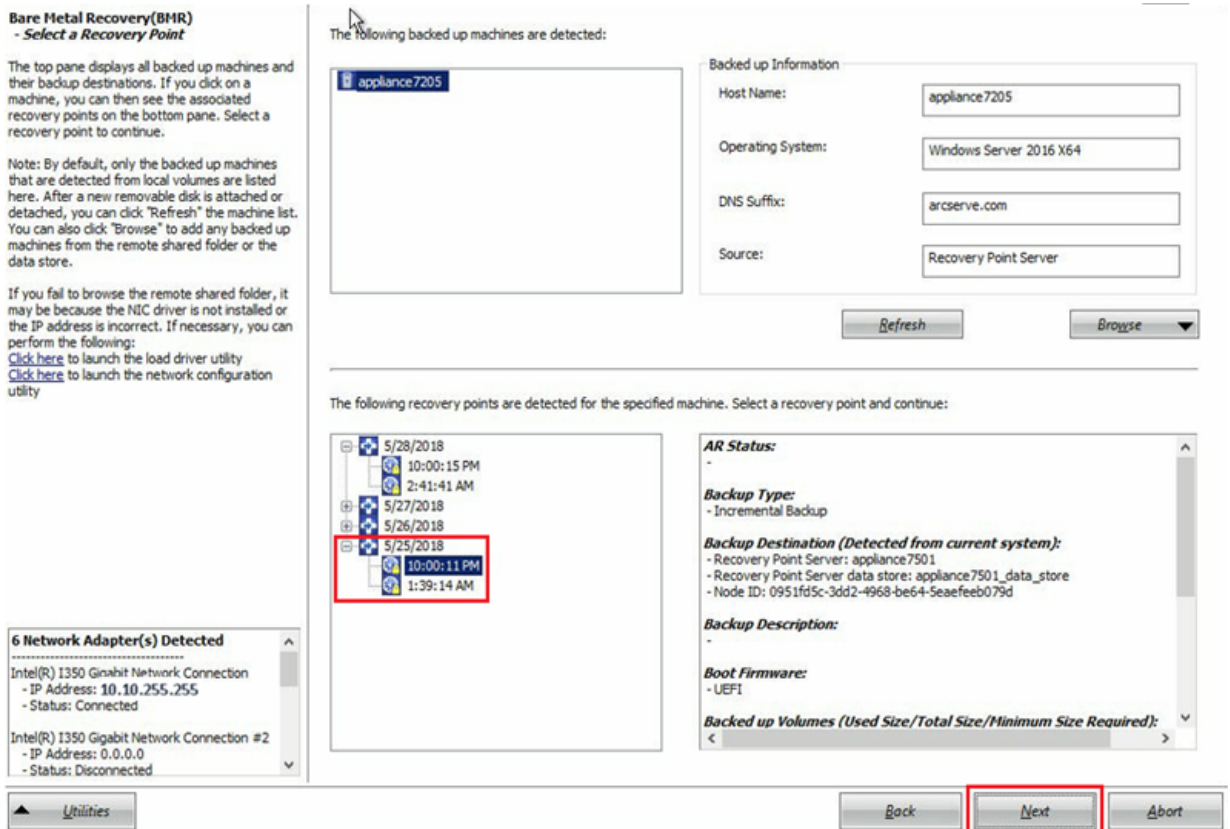 Bare Metal Recovery(BMR)
- Select a Recovery Point
The top pane displays all backed up machines and
their backup destinations. If you click on a
machine, you can then see the associated
recovery points on the bottom pane. Select a
recovery point to continue.
Note: By default, only the backed up machines
that are detected from local volumes are listed
here. After a new removable disk is attached or
detached, you can click "Refresh" the machine list.
You can also click "Browse" to add any backed up
machines from the remote shared folder or the
data store.
If you fail to browse the remote shared folder, it
may be because the NIC driver is not installed or
the IP address is incorrect. If necessary, you can
perform the following:
Click here to launch the load driver utility
Click here to launch the network configuration
utility
6 Network Adapter(s) Detected
-----------------------------------
Intel(R) I350 Gigabit Network Connection
- IP Address: 10.10.255.255
- Status: Connected
Intel(R) I350 Gigabit Network Connection #2
- IP Address: 0.0.0.0
- Status: Disconnected
The following backed up machines are detected:
appliance7205
Backed up Information
Host Name: appliance7205
Operating System: Windows Server 2016 X64
DNS Suffix: arcserve.com
Source: Recovery Point Server
Refresh
Browse
The following recovery points are detected for the specified machine. Select a recovery point and continue:
5/28/2018
10:00:15 PM
2:41:41 AM
5/27/2018
5/26/2018
5/25/2018
10:00:11 PM
1:39:14 AM
AR Status:
-
Backup Type:
- Incremental Backup
Backup Destination (Detected from current system):
- Recovery Point Server: appliance7501
- Recovery Point Server data store: appliance7501_data_store
- Node ID: 0951fd5c-3dd2-4968-be64-5eaefeeb079d
Backup Description:
-
Boot Firmware:
- UEFI
Backed up Volumes (Used Size/Total Size/Minimum Size Required):
Utilities
Back
Next
Abort